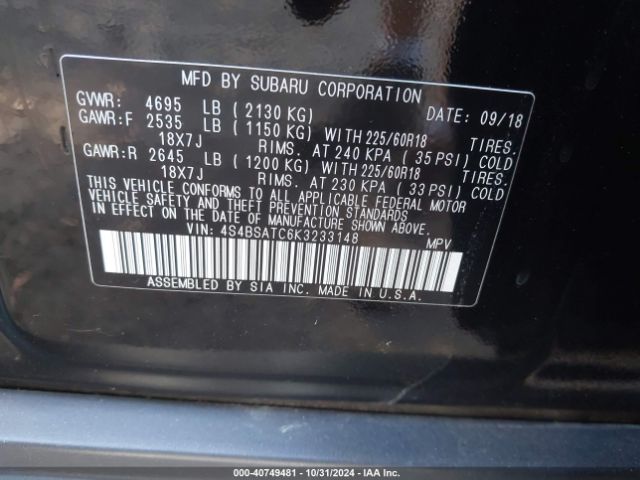 MFD BY SUBARU CORPORATION
GVWR: 4695 LB ( 2130 KG) DATE: 09/18
GAWR:F 2535 LB ( 1150 KG) WITH 225/60R18 TIRES.
18X7J RIMS. AT 240 KPA ( 35 PSI) COLD
GAWR:R 2645 LB ( 1200 KG) WITH 225/60R18 TIRES.
18X7J RIMS. AT 230 KPA ( 33 PSI) COLD
THIS VEHICLE CONFORMS TO ALL APPLICABLE FEDERAL MOTOR
VEHICLE SAFETY AND THEFT PREVENTION STANDARDS
IN EFFECT ON THE DATE OF MANUFACTURE SHOWN ABOVE.
VIN: 4S4BSATC6K3233148 MPV
ASSEMBLED BY SIA INC. MADE IN U.S.A.
000-40749481 - 10/31/2024 - IAA Inc.